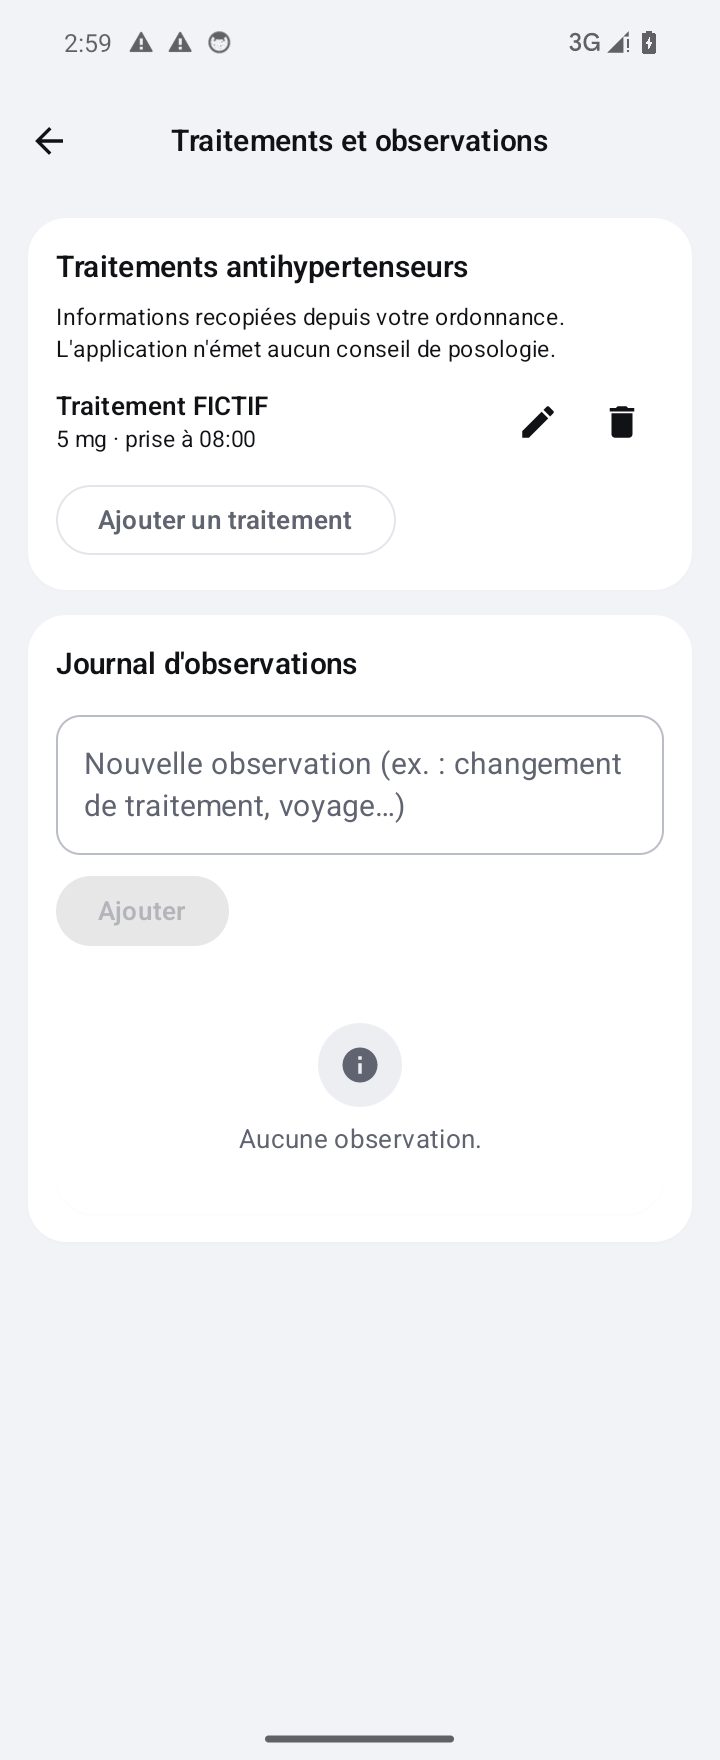 2:59
3G
Traitements et observations
Traitements antihypertenseurs
Informations recopiées depuis votre ordonnance.
L'application n'émet aucun conseil de posologie.
Traitement FICTIF
5 mg · prise à 08:00
Ajouter un traitement
Journal d'observations
Nouvelle observation (ex. : changement
de traitement, voyage…)
Ajouter
Aucune observation.